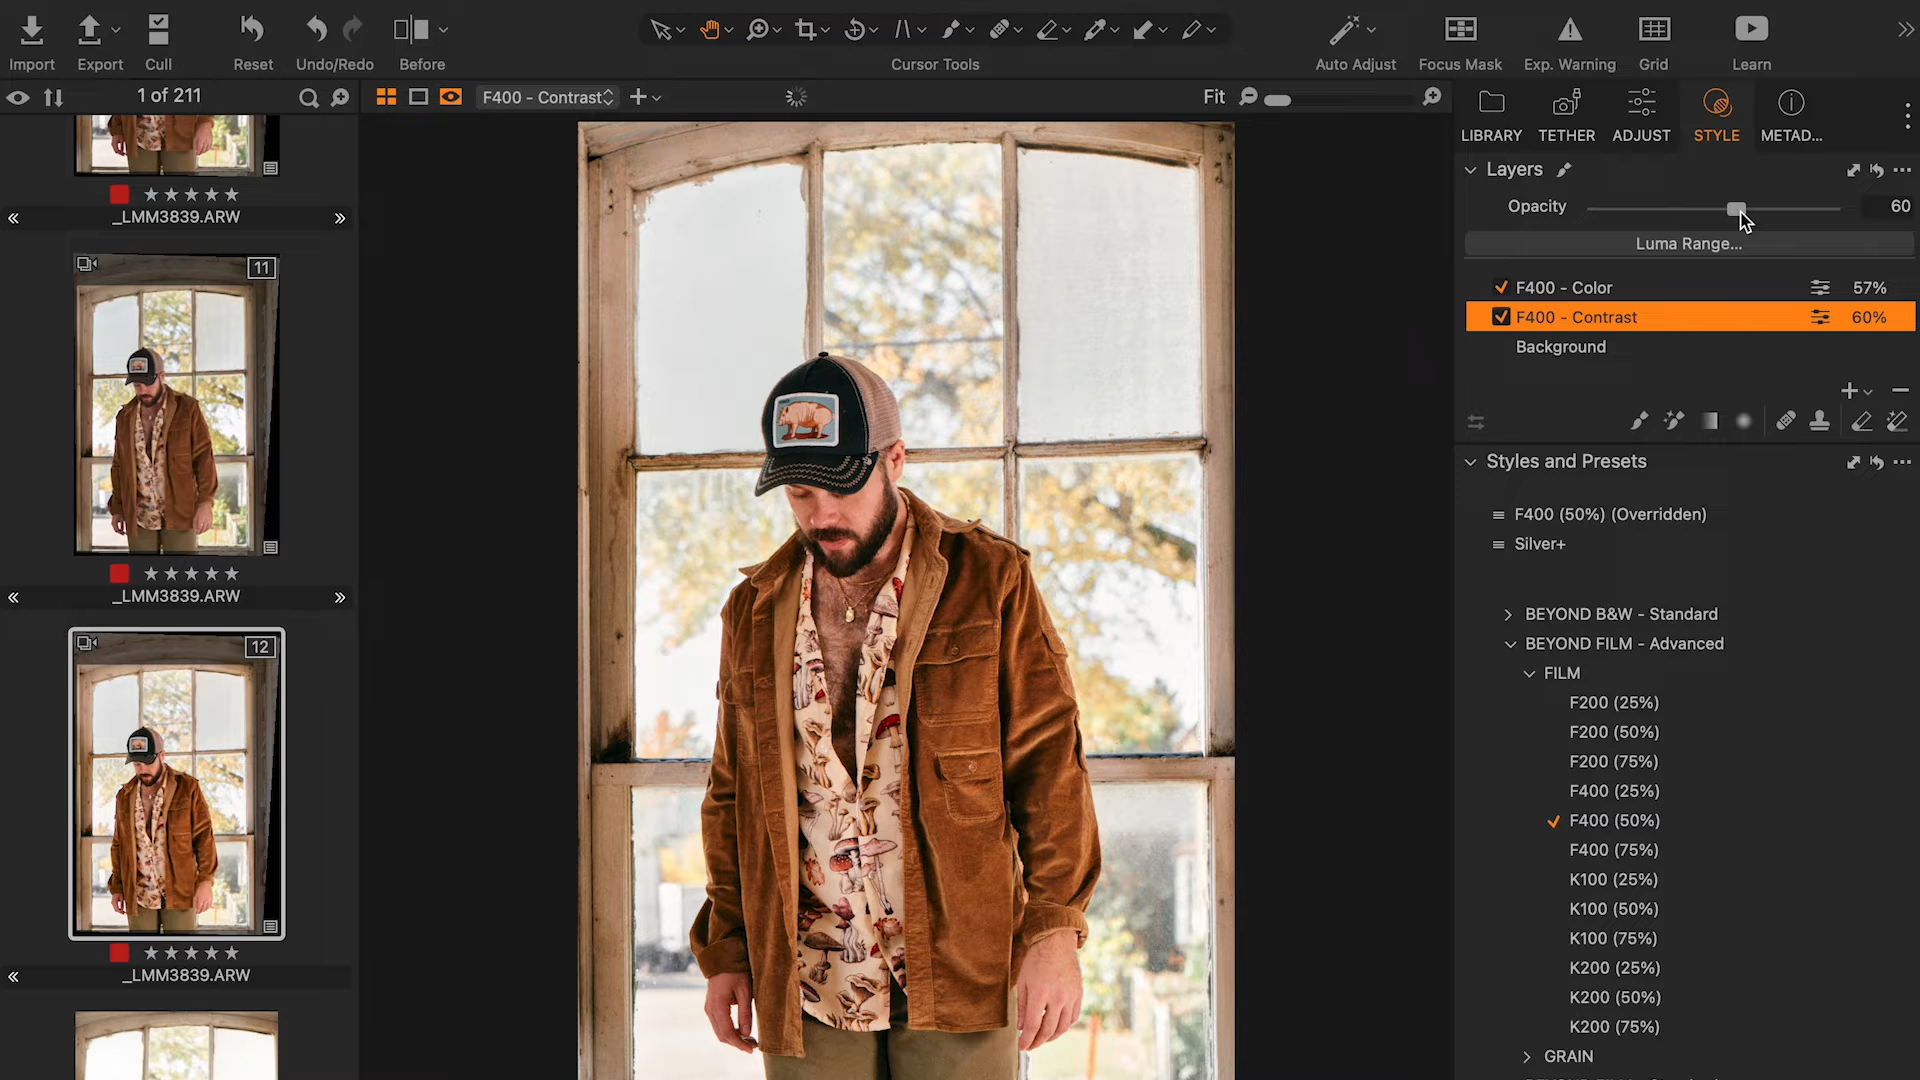 Import
Export
Cull
Reset
Undo/Redo
Before
Cursor Tools
Auto Adjust
Focus Mask
Exp. Warning
Grid
Learn
1 of 211
F400 - Contrast
Fit
LIBRARY
TETHER
ADJUST
STYLE
METAD...
_LMM3839.ARW
11
_LMM3839.ARW
12
_LMM3839.ARW
Layers
Opacity 60
Luma Range...
F400 - Color 57%
F400 - Contrast 60%
Background
Styles and Presets
F400 (50%) (Overridden)
Silver+
BEYOND B&W - Standard
BEYOND FILM - Advanced
FILM
F200 (25%)
F200 (50%)
F200 (75%)
F400 (25%)
F400 (50%)
F400 (75%)
K100 (25%)
K100 (50%)
K100 (75%)
K200 (25%)
K200 (50%)
K200 (75%)
GRAIN